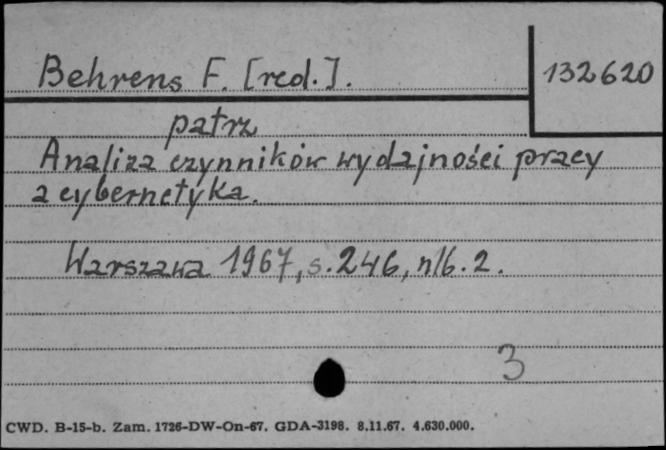 Behrens F. [red.].
132620
patrz
Analiza czynników wydajności pracy
a cybernetyka.
Warszawa 1967, s. 246, nlb. 2.
3
CWD. B-15-b. Zam. 1726-DW-On-67. GDA-3198. 8.11.67. 4.630.000.